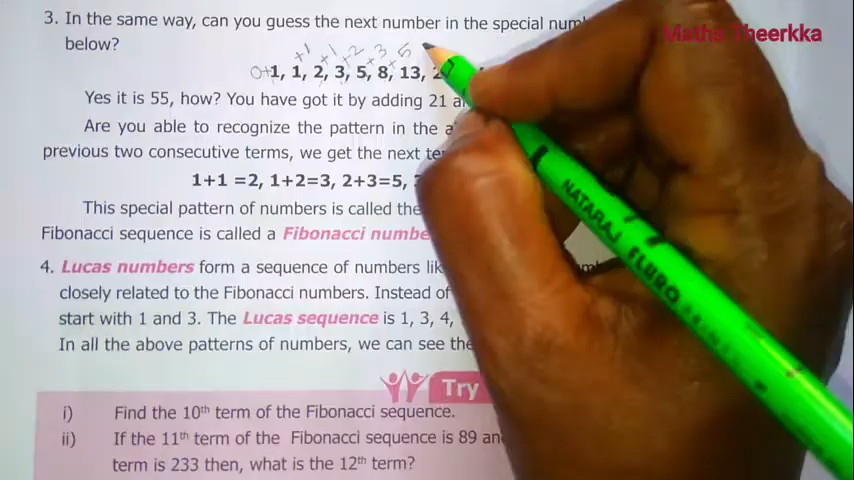 3. In the same way, can you guess the next number in the special
Maths Theerkka
below?
+1 +1 +2 +3 +5
0+1, 1, 2, 3, 5, 8, 13,
Yes it is 55, how? You have got it by adding 21
Are you able to recognize the pattern in the
previous two consecutive terms, we get the next
1+1 =2, 1+2=3, 2+3=5,
This special pattern of numbers is called the
Fibonacci sequence is called a Fibonacci
4. Lucas numbers form a sequence of numbers
closely related to the Fibonacci numbers. Instead of
start with 1 and 3. The Lucas sequence is 1, 3, 4,
In all the above patterns of numbers, we can see the
Try
i) Find the 10th term of the Fibonacci sequence.
ii) If the 11th term of the Fibonacci sequence is 89
term is 233 then, what is the 12th term?
NATARAJ FLURO